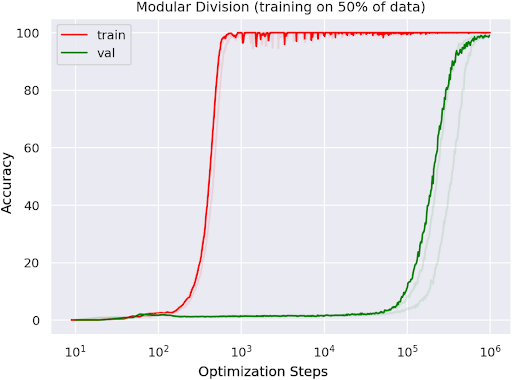 Modular Division (training on 50% of data)
train
val
100
80
60
40
20
0
Accuracy
10¹ 10² 10³ 10⁴ 10⁵ 10⁶
Optimization Steps